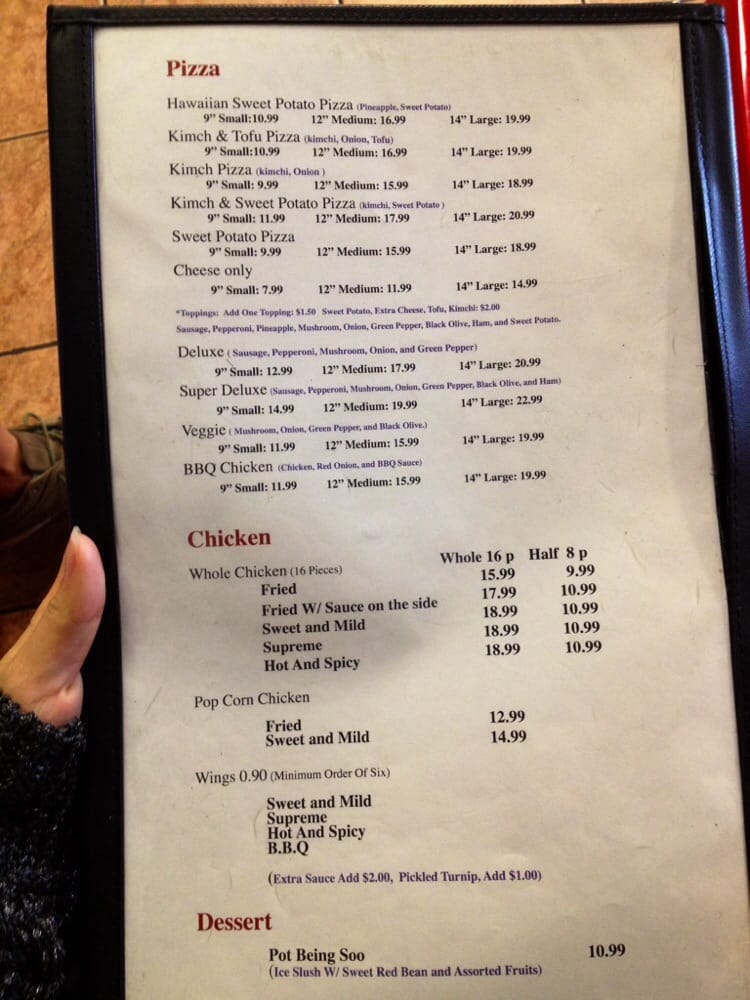 Pizza
Hawaiian Sweet Potato Pizza (Pineapple, Sweet Potato)
9" Small:10.99 12" Medium: 16.99 14" Large: 19.99
Kimch & Tofu Pizza (kimchi, Onion, Tofu)
9" Small:10.99 12" Medium: 16.99 14" Large: 19.99
Kimch Pizza (kimchi, Onion )
9" Small: 9.99 12" Medium: 15.99 14" Large: 18.99
Kimch & Sweet Potato Pizza (kimchi, Sweet Potato )
9" Small: 11.99 12" Medium: 17.99 14" Large: 20.99
Sweet Potato Pizza
9" Small: 9.99 12" Medium: 15.99 14" Large: 18.99
Cheese only
9" Small: 7.99 12" Medium: 11.99 14" Large: 14.99
*Toppings: Add One Topping: $1.50 Sweet Potato, Extra Cheese, Tofu, Kimchi: $2.00
Sausage, Pepperoni, Pineapple, Mushroom, Onion, Green Pepper, Black Olive, Ham, and Sweet Potato.
Deluxe ( Sausage, Pepperoni, Mushroom, Onion, and Green Pepper)
9" Small: 12.99 12" Medium: 17.99 14" Large: 20.99
Super Deluxe (Sausage, Pepperoni, Mushroom, Onion, Green Pepper, Black Olive, and Ham)
9" Small: 14.99 12" Medium: 19.99 14" Large: 22.99
Veggie ( Mushroom, Onion, Green Pepper, and Black Olive.)
9" Small: 11.99 12" Medium: 15.99 14" Large: 19.99
BBQ Chicken (Chicken, Red Onion, and BBQ Sauce)
9" Small: 11.99 12" Medium: 15.99 14" Large: 19.99
Chicken
Whole 16 p Half 8 p
Whole Chicken (16 Pieces)
Fried 15.99 9.99
Fried W/ Sauce on the side 17.99 10.99
Sweet and Mild 18.99 10.99
Supreme 18.99 10.99
Hot And Spicy 18.99 10.99
Pop Corn Chicken
Fried 12.99
Sweet and Mild 14.99
Wings 0.90 (Minimum Order Of Six)
Sweet and Mild
Supreme
Hot And Spicy
B.B.Q
(Extra Sauce Add $2.00, Pickled Turnip, Add $1.00)
Dessert
Pot Being Soo 10.99
(Ice Slush W/ Sweet Red Bean and Assorted Fruits)